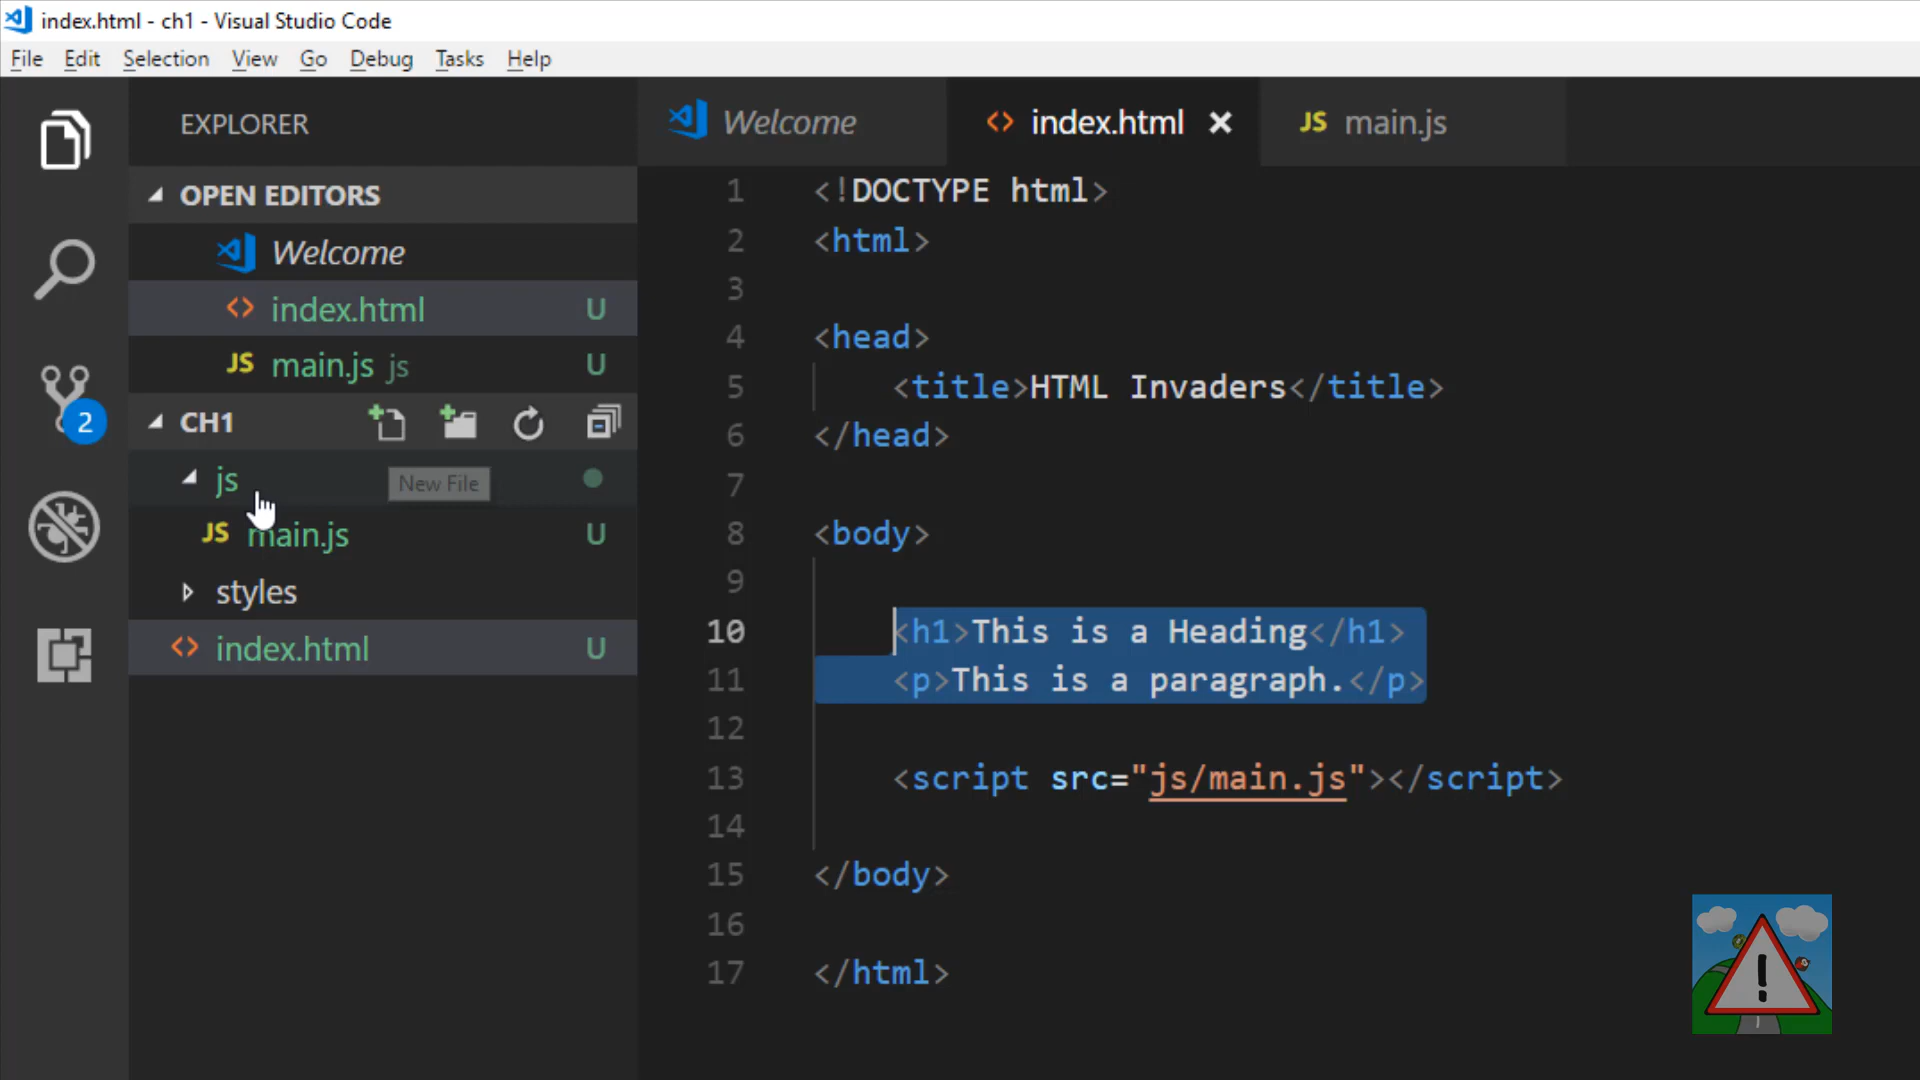 index.html - ch1 - Visual Studio Code
File Edit Selection View Go Debug Tasks Help
EXPLORER
OPEN EDITORS
Welcome
index.html U
JS main.js js U
2
CH1
js
New File
JS main.js U
styles
index.html U
Welcome
index.html
JS main.js
1 <!DOCTYPE html>
2 <html>
3
4 <head>
5 <title>HTML Invaders</title>
6 </head>
7
8 <body>
9
10 <h1>This is a Heading</h1>
11 <p>This is a paragraph.</p>
12
13 <script src="js/main.js"></script>
14
15 </body>
16
17 </html>
!